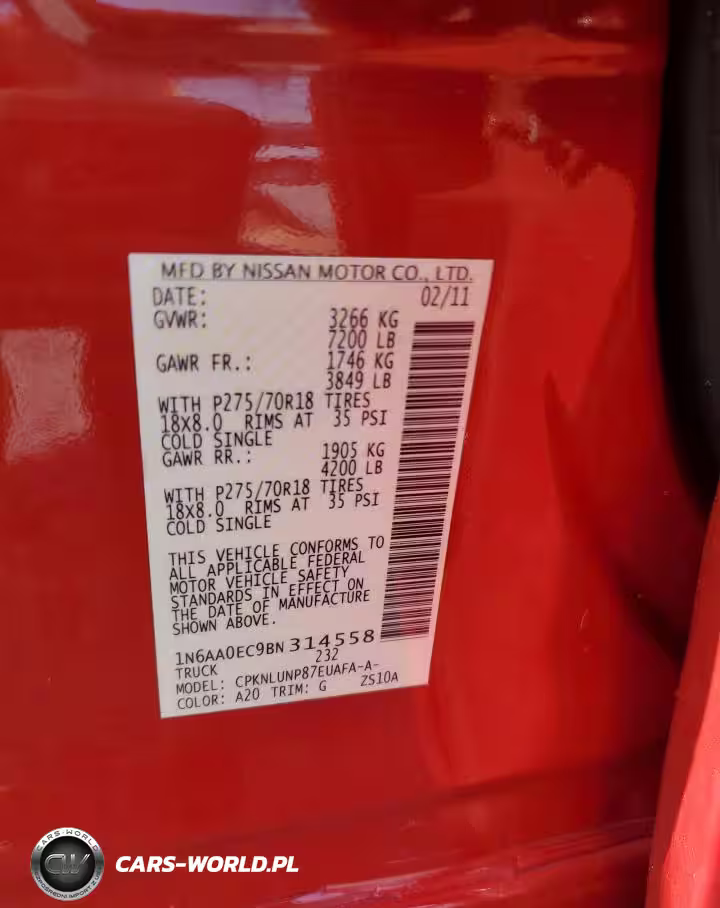 MFD BY NISSAN MOTOR CO., LTD.
DATE: 02/11
GVWR: 3266 KG
7200 LB
GAWR FR.: 1746 KG
3849 LB
WITH P275/70R18 TIRES
18X8.0 RIMS AT 35 PSI
COLD SINGLE
GAWR RR.: 1905 KG
4200 LB
WITH P275/70R18 TIRES
18X8.0 RIMS AT 35 PSI
COLD SINGLE
THIS VEHICLE CONFORMS TO
ALL APPLICABLE FEDERAL
MOTOR VEHICLE SAFETY
STANDARDS IN EFFECT ON
THE DATE OF MANUFACTURE
SHOWN ABOVE.
1N6AA0EC9BN314558
TRUCK 232
MODEL: CPKNLUNP87EUAFA-A-
COLOR: A20 TRIM: G ZS10A
CARS-WORLD
CW
CARS-WORLD.PL